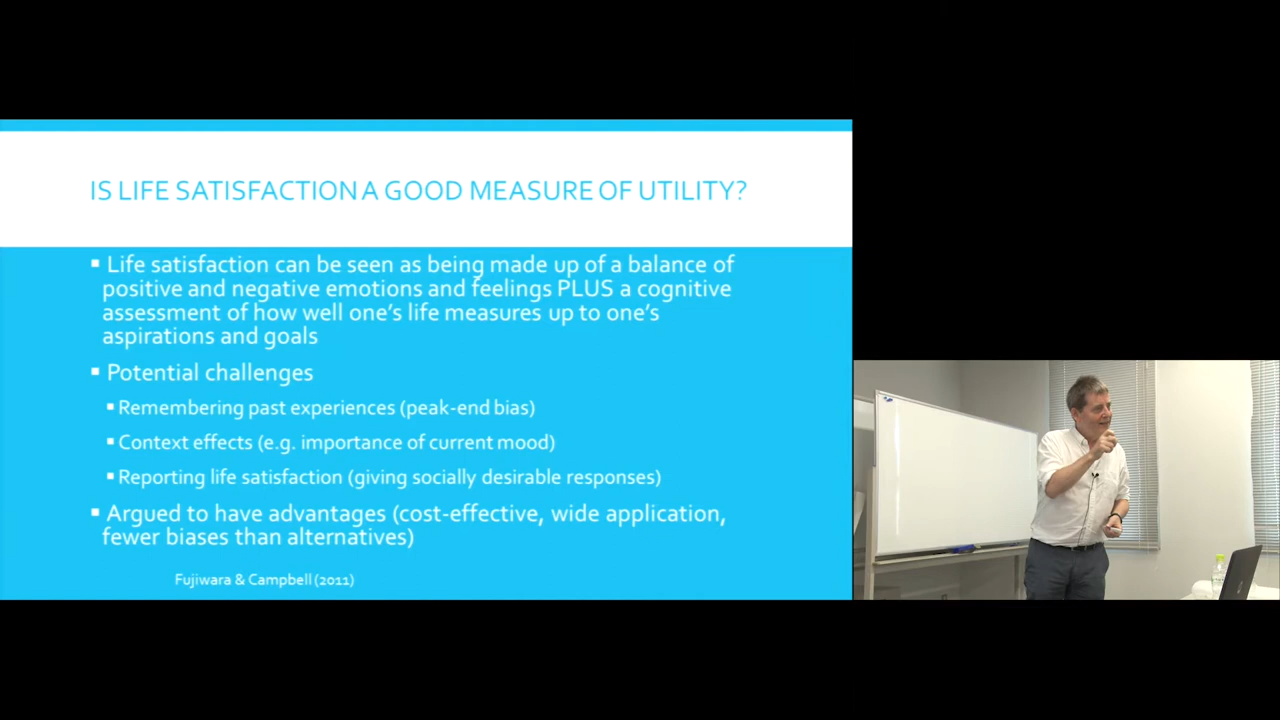 IS LIFE SATISFACTION A GOOD MEASURE OF UTILITY?
▪ Life satisfaction can be seen as being made up of a balance of
positive and negative emotions and feelings PLUS a cognitive
assessment of how well one's life measures up to one's
aspirations and goals
▪ Potential challenges
▪ Remembering past experiences (peak-end bias)
▪ Context effects (e.g. importance of current mood)
▪ Reporting life satisfaction (giving socially desirable responses)
▪ Argued to have advantages (cost-effective, wide application,
fewer biases than alternatives)
Fujiwara & Campbell (2011)